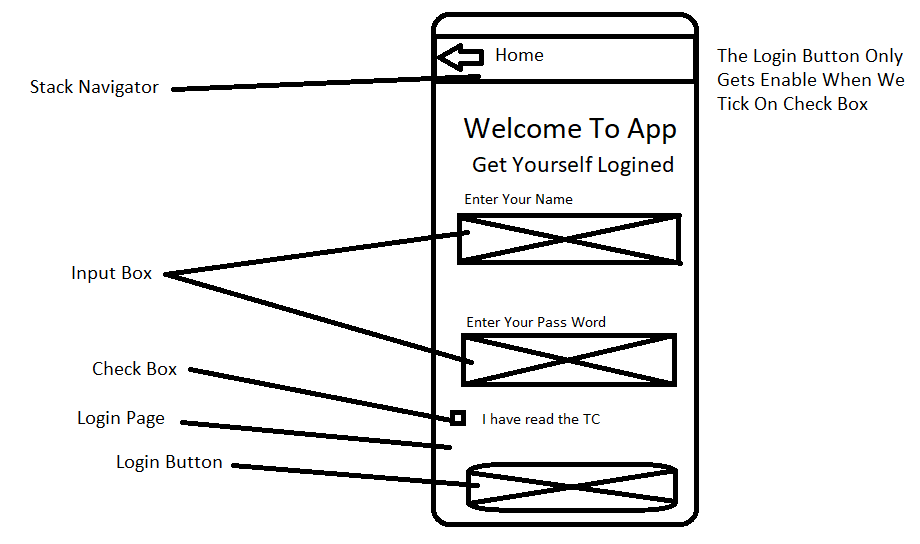 Home
The Login Button Only
Gets Enable When We
Tick On Check Box
Stack Navigator
Welcome To App
Get Yourself Logined
Enter Your Name
Input Box
Enter Your Pass Word
Check Box
I have read the TC
Login Page
Login Button